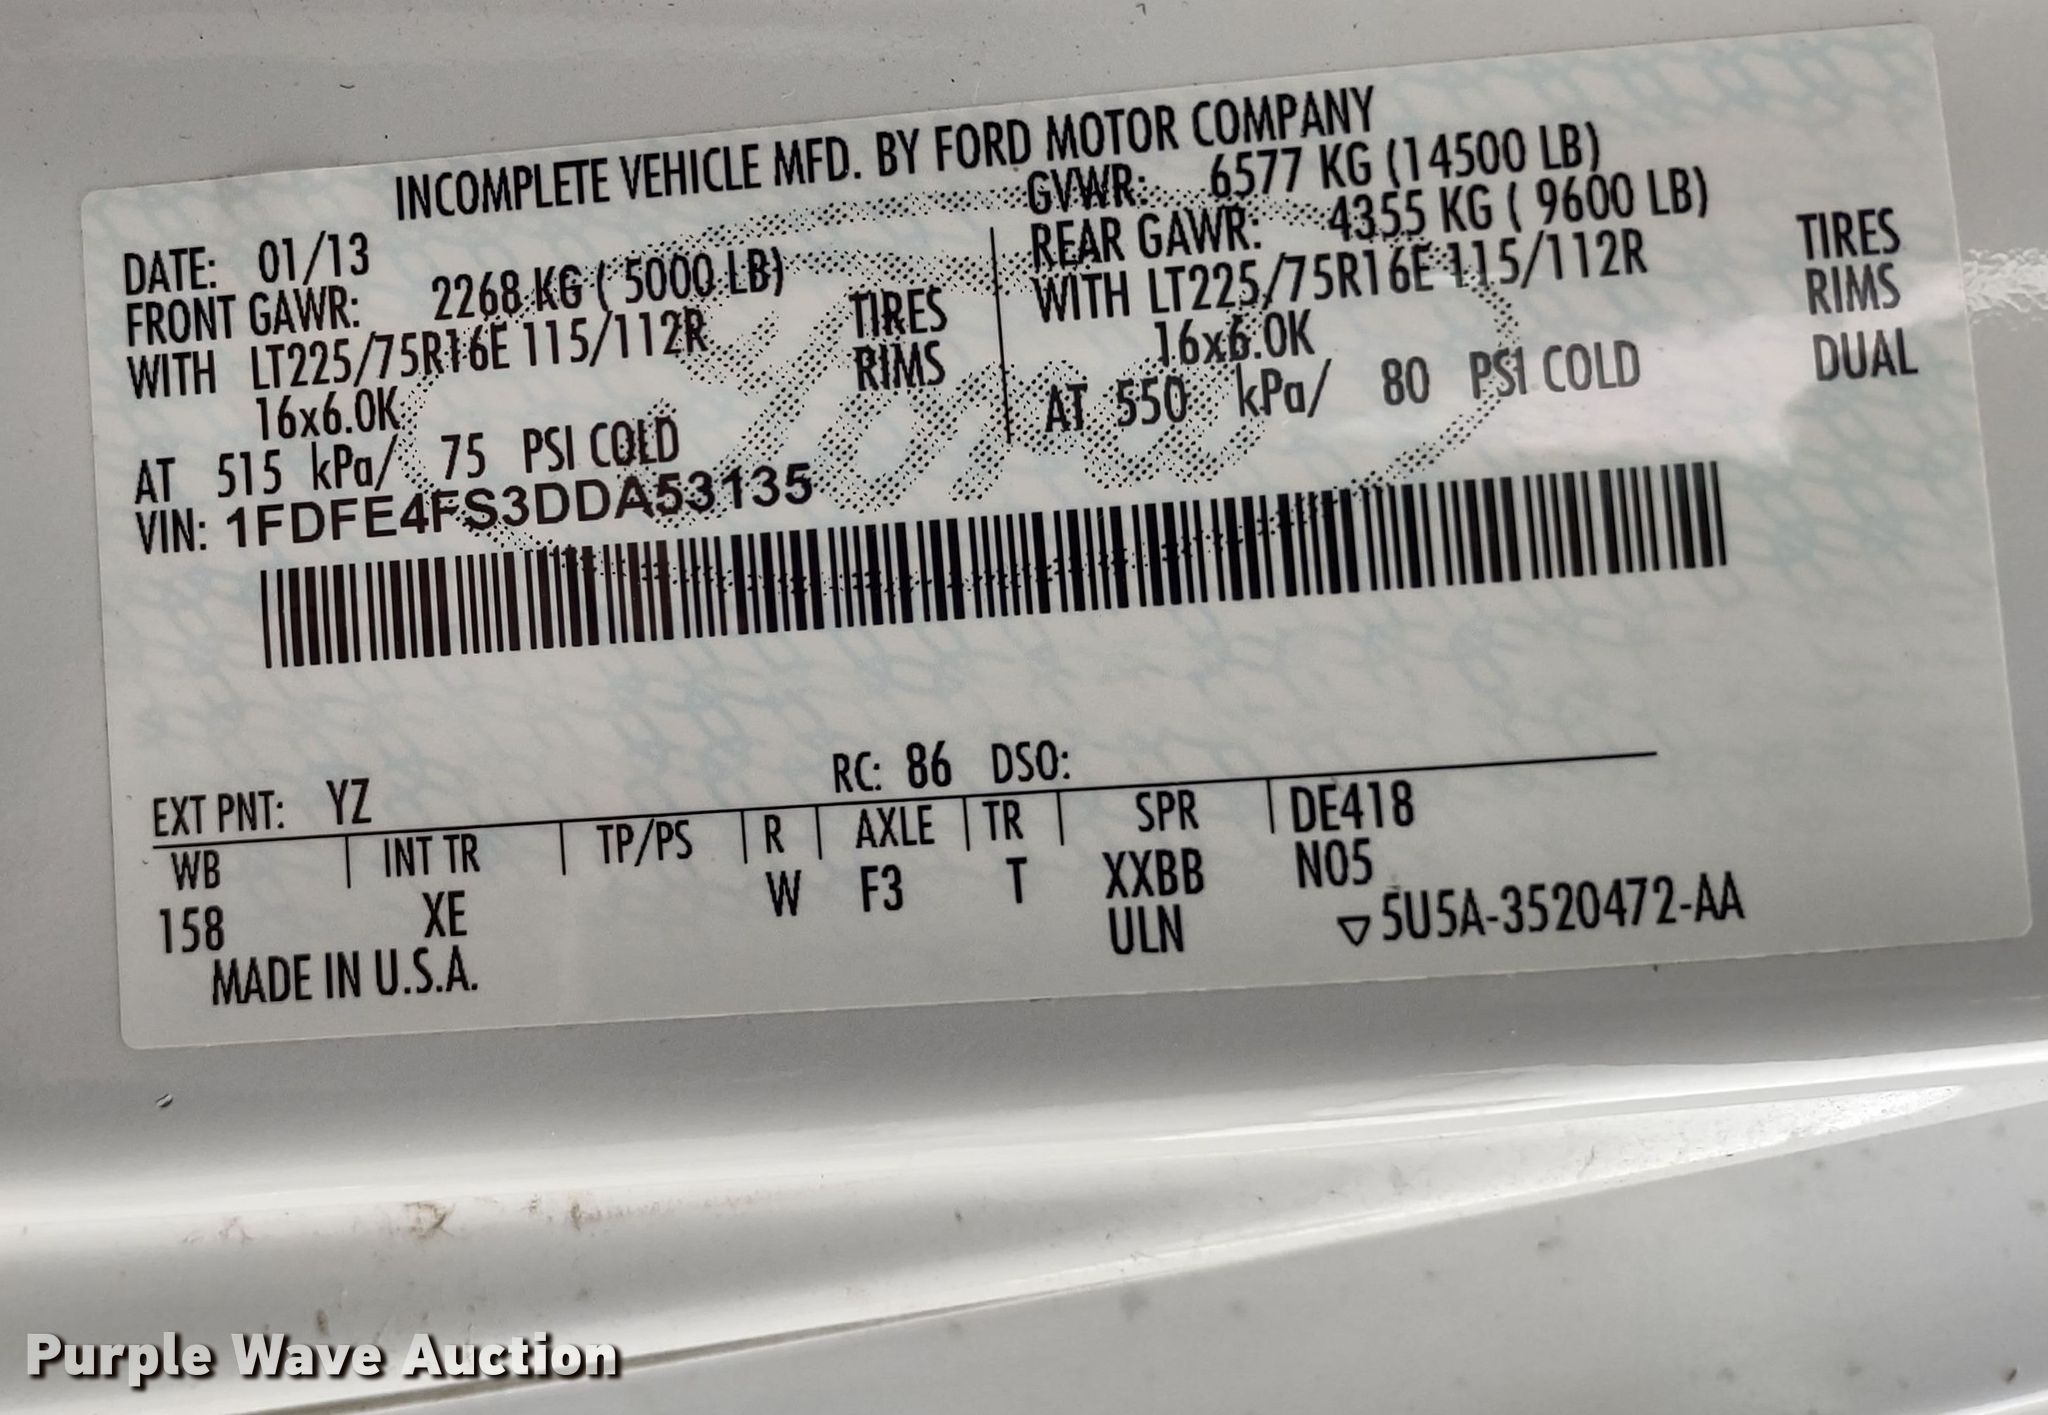 INCOMPLETE VEHICLE MFD. BY FORD MOTOR COMPANY
DATE: 01/13
GVWR: 6577 KG (14500 LB)
FRONT GAWR: 2268 KG ( 5000 LB)
REAR GAWR: 4355 KG ( 9600 LB)
WITH LT225/75R16E 115/112R TIRES
WITH LT225/75R16E 115/112R TIRES
16x6.0K RIMS
16x6.0K RIMS
AT 515 kPa/ 75 PSI COLD
AT 550 kPa/ 80 PSI COLD DUAL
VIN: 1FDFE4FS3DDA53135
Ford
EXT PNT: YZ RC: 86 DSO:
WB INT TR TP/PS R AXLE TR SPR DE418
158 XE W F3 T XXBB N05
ULN ▽5U5A-3520472-AA
MADE IN U.S.A.
Purple Wave Auction